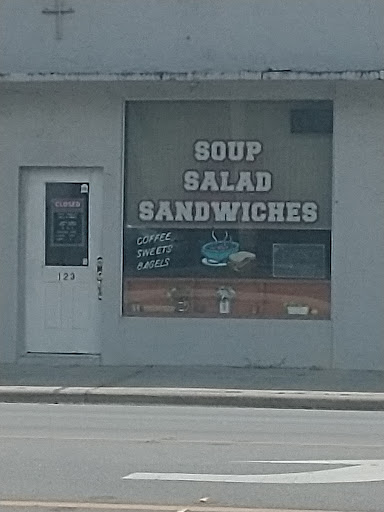 SOUP
SALAD
SANDWICHES
COFFEE
SWEETS
BAGELS
CLOSED
123